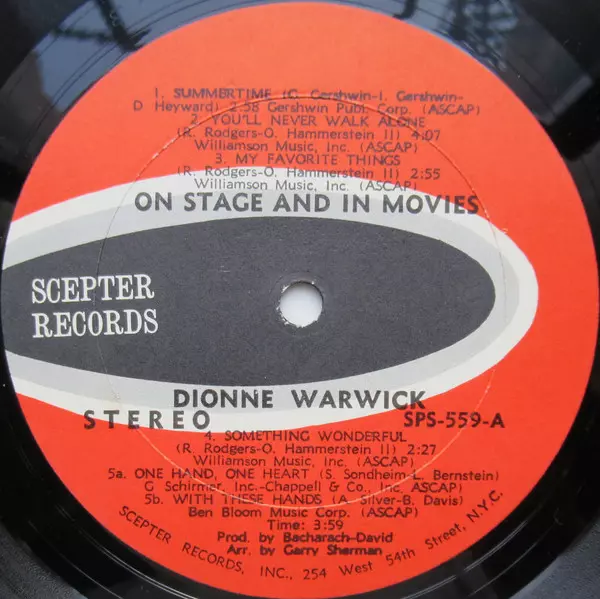 1. SUMMERTIME (G. Gershwin-I. Gershwin-
D Heyward) 2:58 Gershwin Publ. Corp. (ASCAP)
2. YOU'LL NEVER WALK ALONE
(R. Rodgers-O. Hammerstein II) 4:07
Williamson Music, Inc. (ASCAP)
3. MY FAVORITE THINGS
(R. Rodgers-O. Hammerstein II) 2:55
Williamson Music, Inc. (ASCAP)
ON STAGE AND IN MOVIES
SCEPTER
RECORDS
DIONNE WARWICK
STEREO SPS-559-A
4. SOMETHING WONDERFUL
(R. Rodgers-O. Hammerstein II) 2:27
Williamson Music, Inc. (ASCAP)
5a. ONE HAND, ONE HEART (S. Sondheim-L. Bernstein)
G Schirmer, Inc.-Chappell & Co., Inc. ASCAP)
5b. WITH THESE HANDS (A. Silver-B. Davis)
Ben Bloom Music Corp. (ASCAP)
Time: 3:59
Prod. by Bacharach-David
Arr. by Garry Sherman
SCEPTER RECORDS, INC., 254 West 54th Street, N.Y.C.